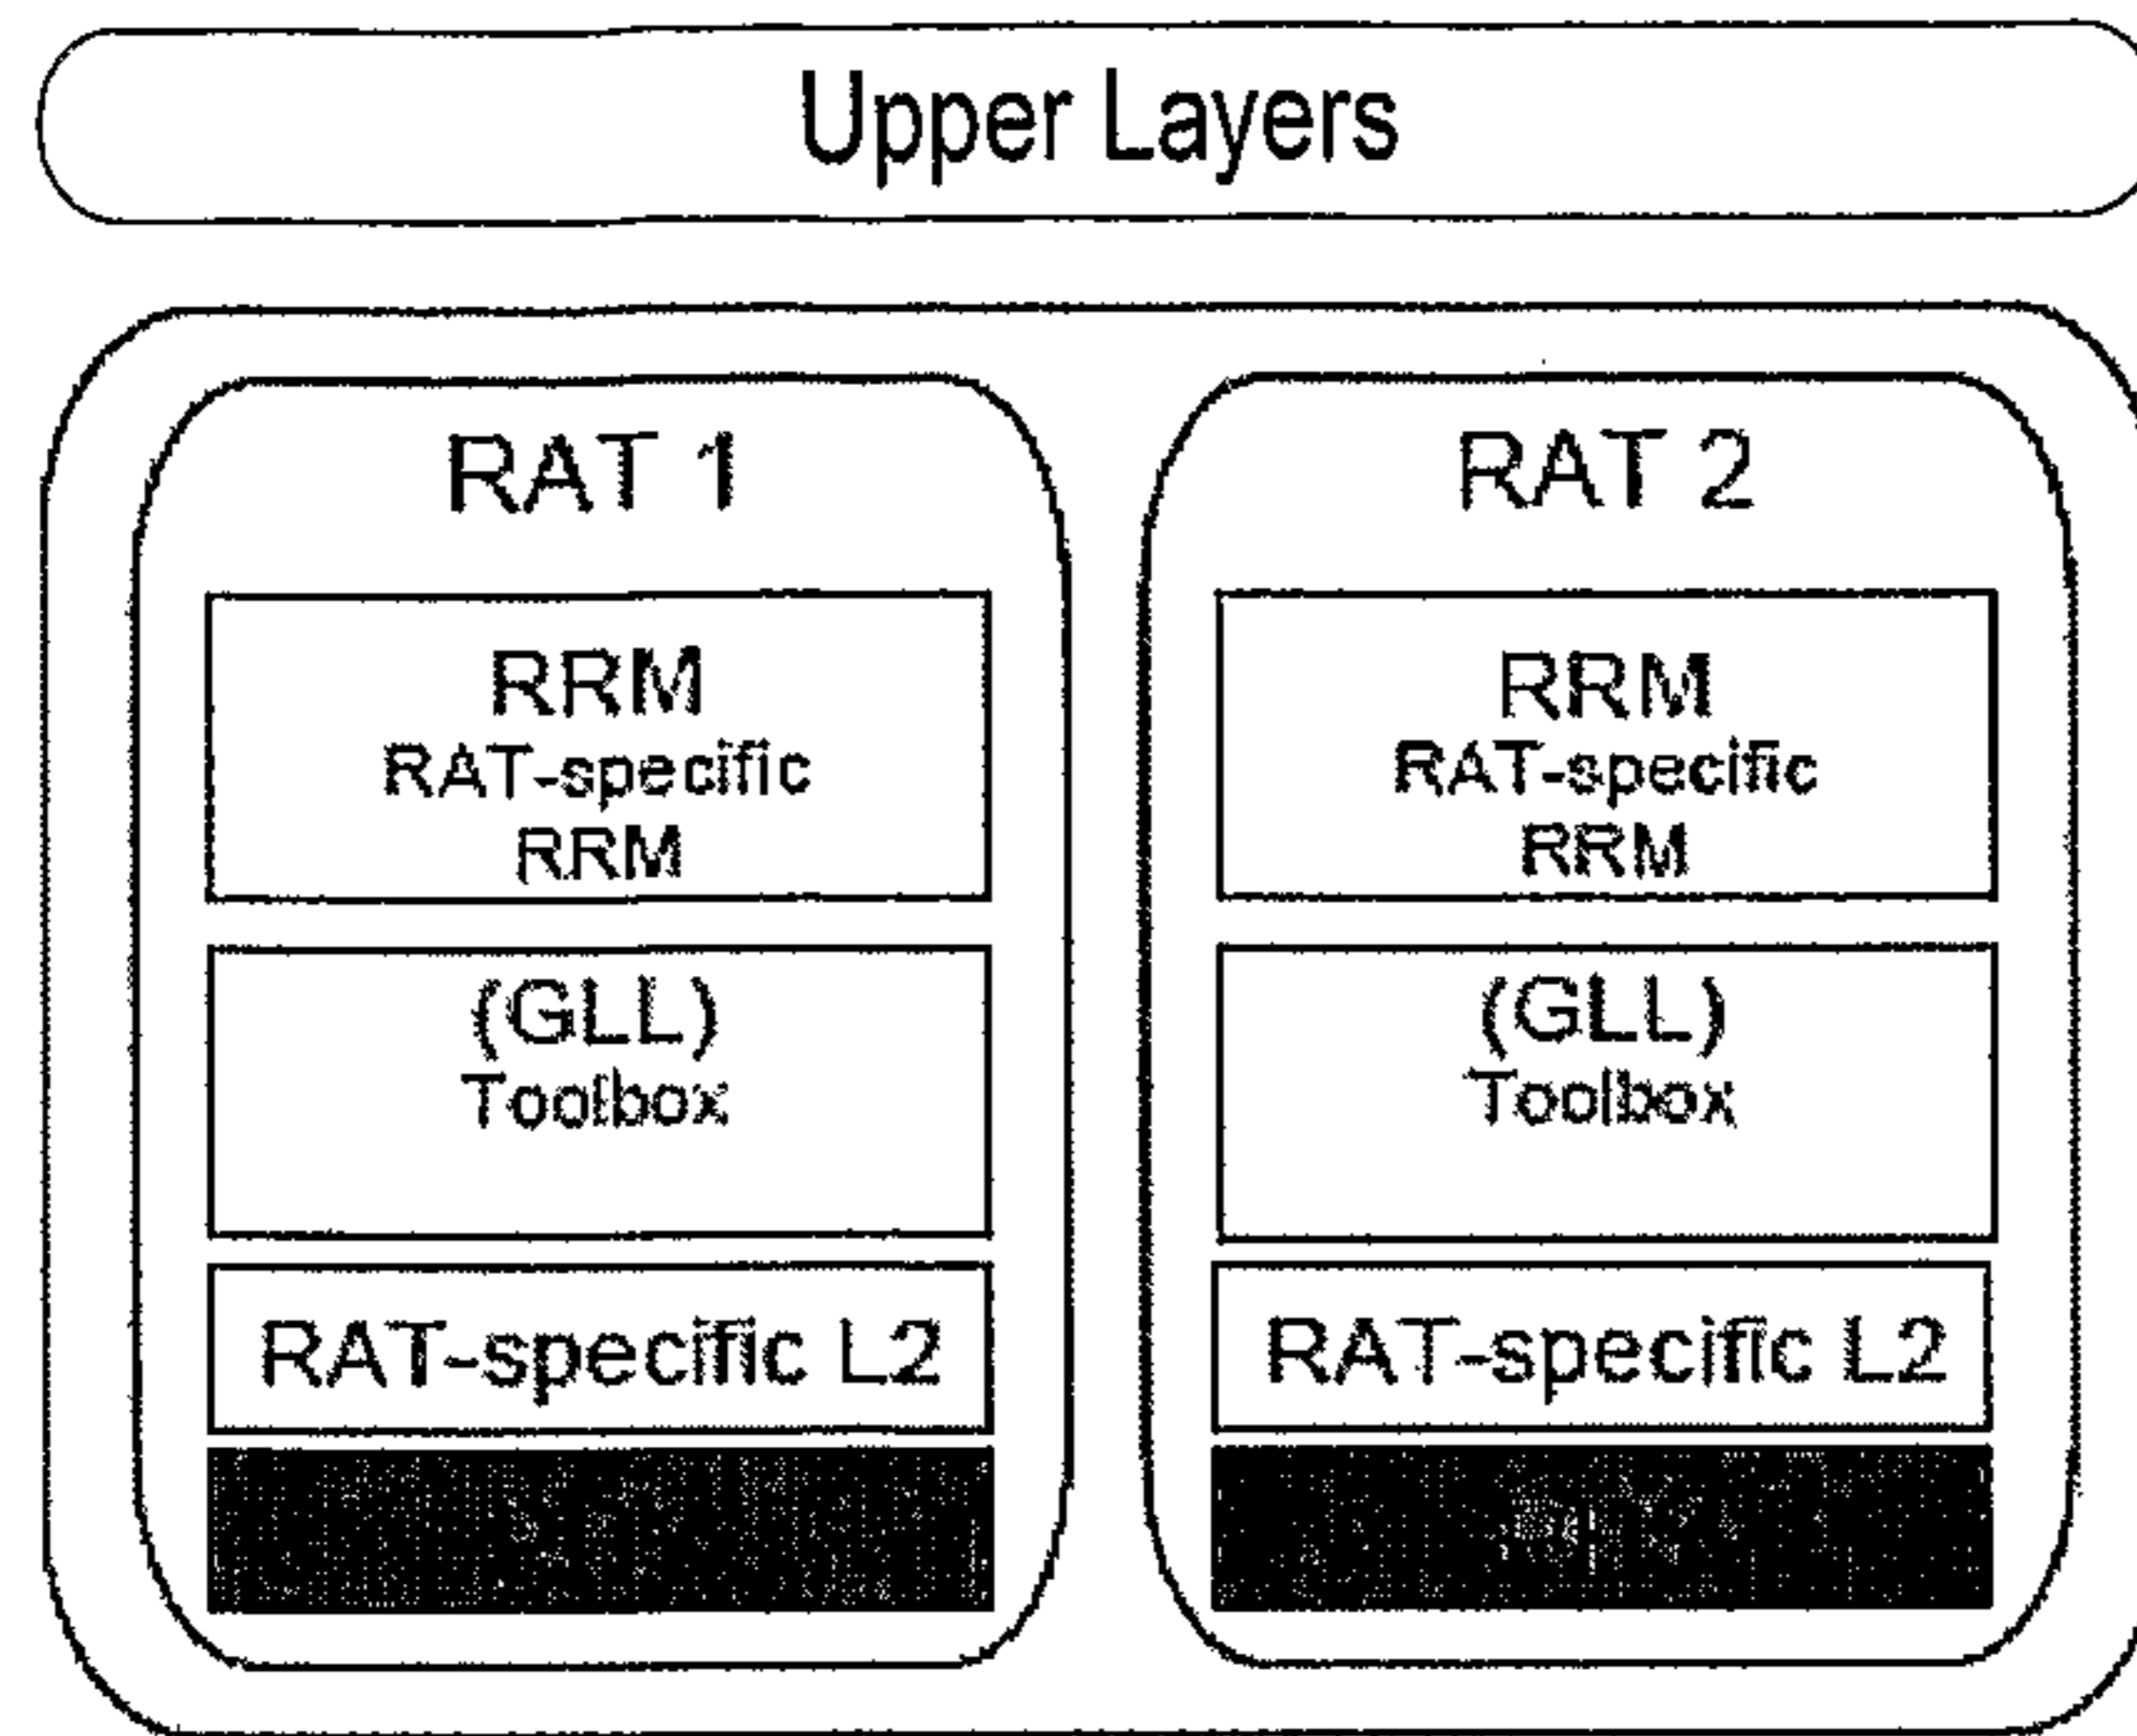 Upper Layers
RAT 1
RRM
RAT-specific
RRM
(GLL)
Toolbox
RAT-specific L2
RAT 2
RRM
RAT-specific
RRM
(GLL)
Toolbox
RAT-specific L2